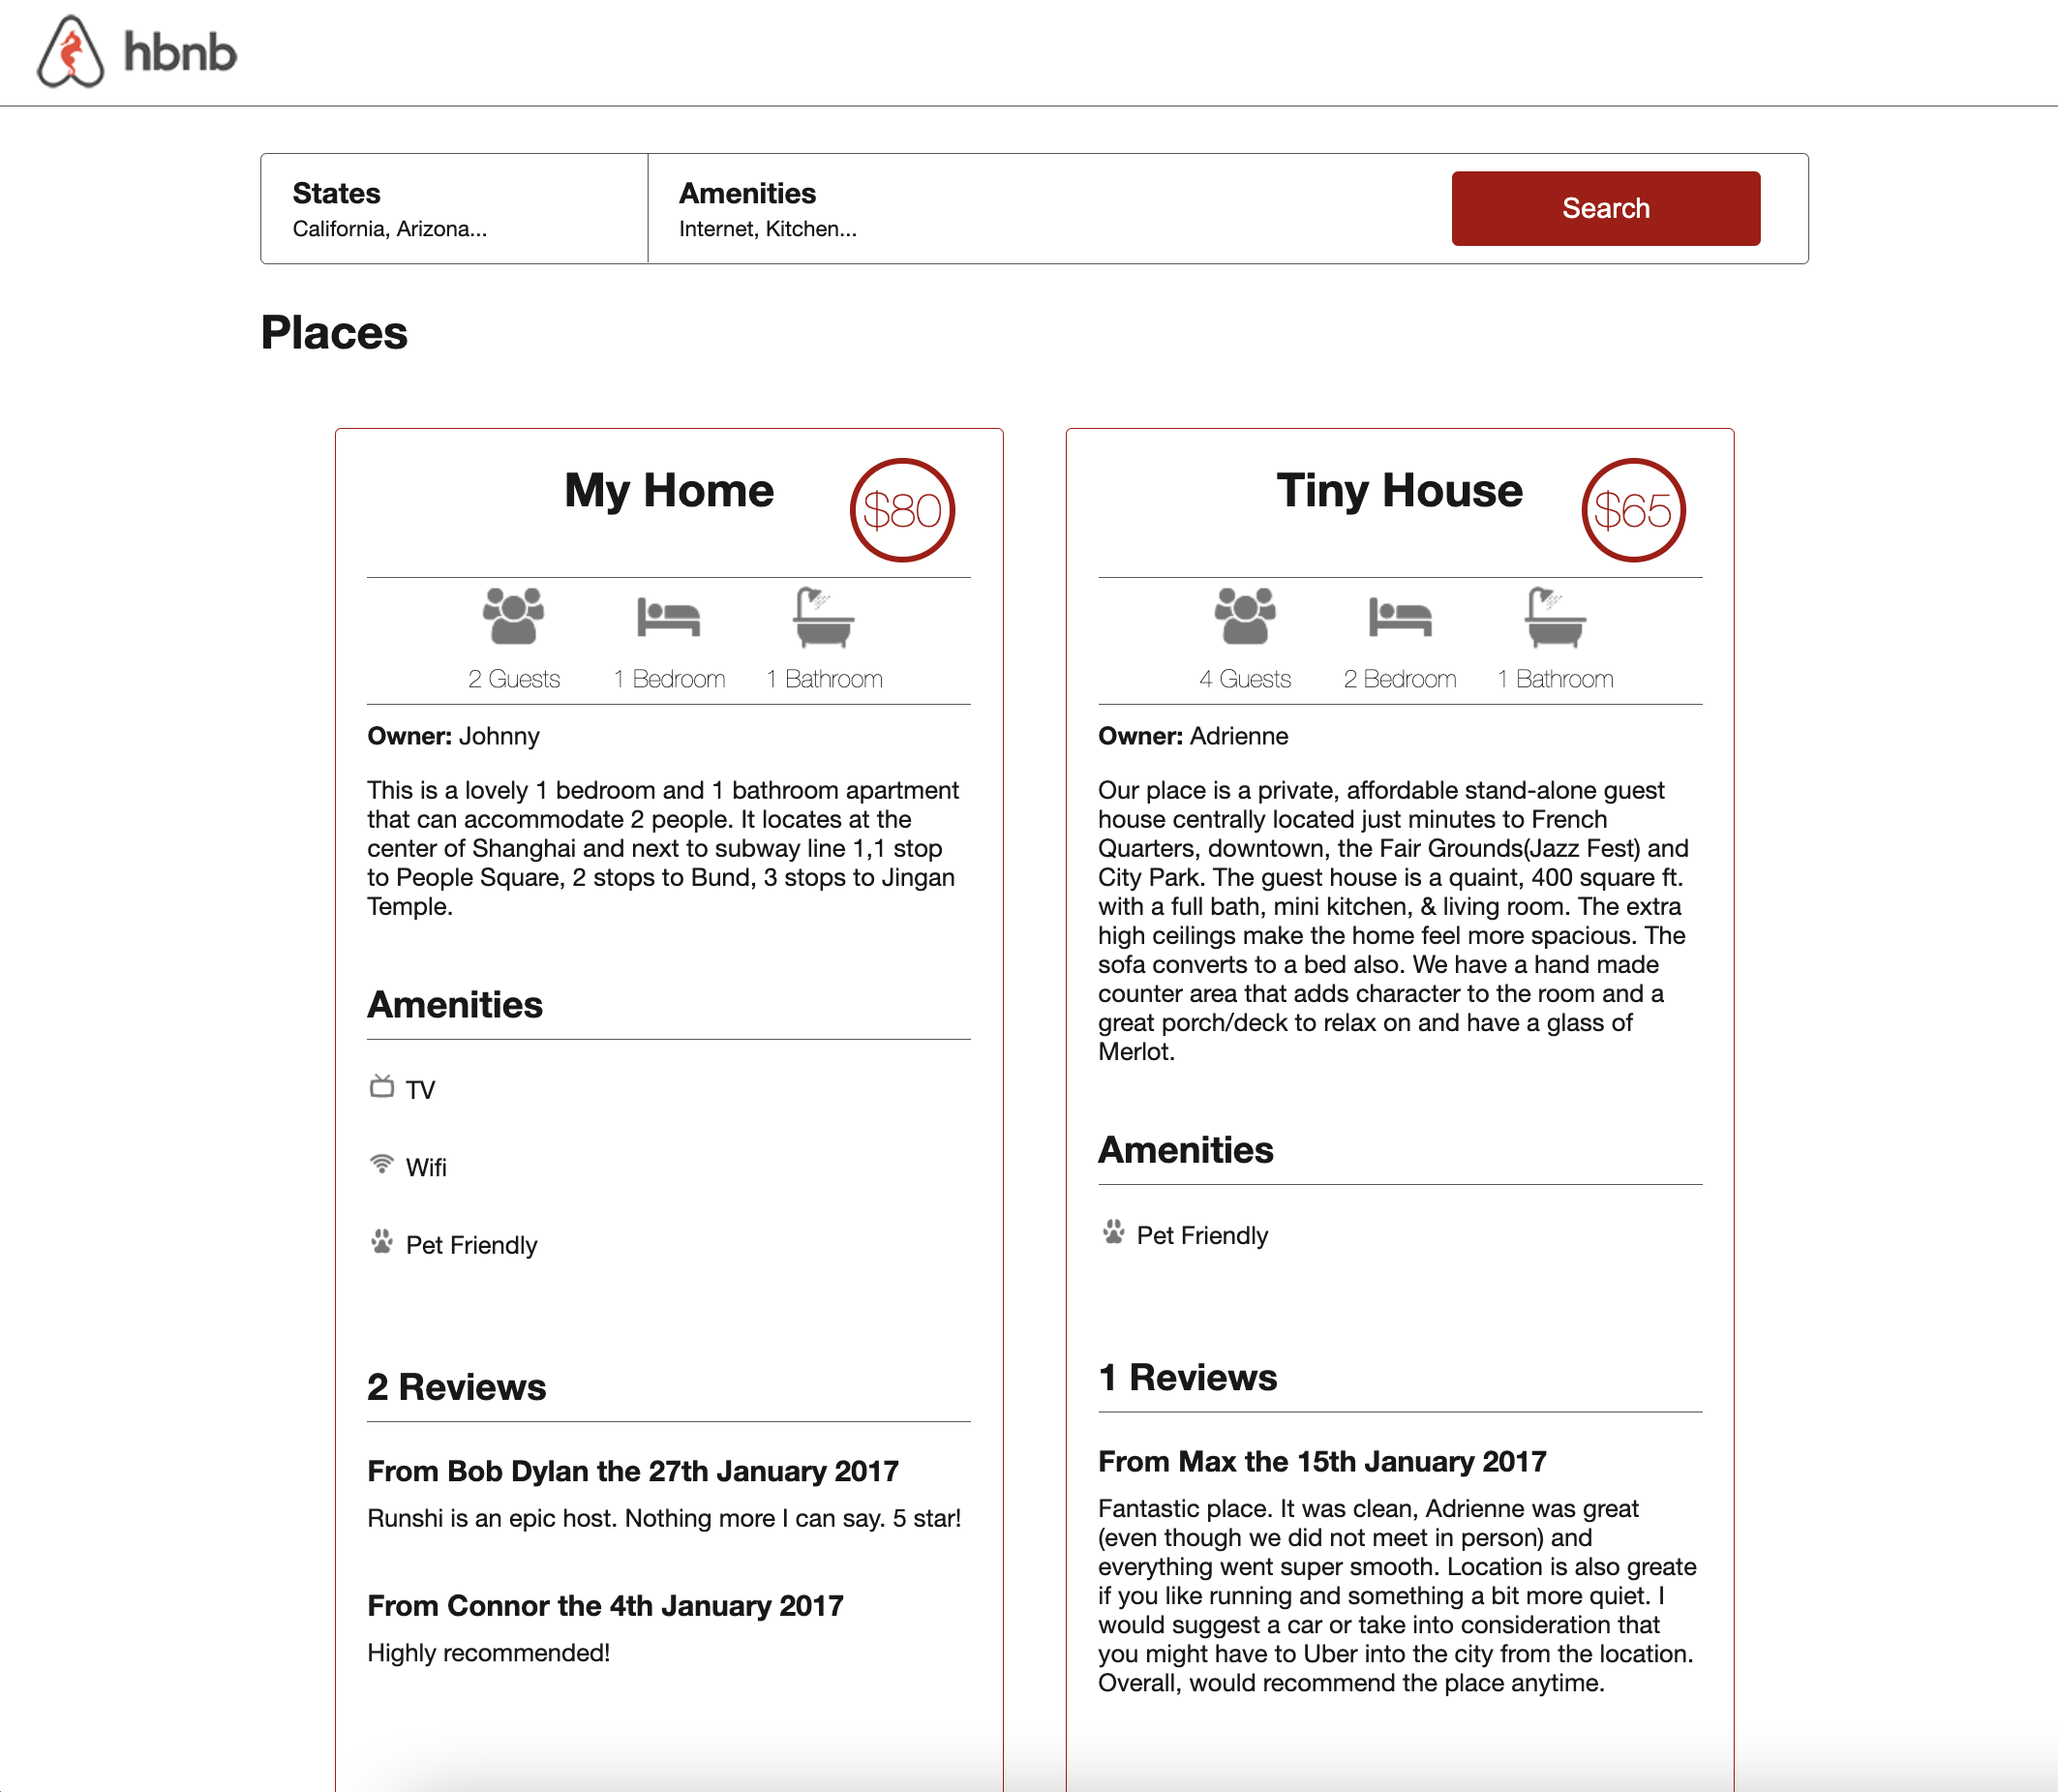 hbnb
States
California, Arizona...
Amenities
Internet, Kitchen...
Search
Places
My Home
$80
2 Guests
1 Bedroom
1 Bathroom
Owner: Johnny
This is a lovely 1 bedroom and 1 bathroom apartment
that can accommodate 2 people. It locates at the
center of Shanghai and next to subway line 1,1 stop
to People Square, 2 stops to Bund, 3 stops to Jingan
Temple.
Amenities
TV
Wifi
Pet Friendly
2 Reviews
From Bob Dylan the 27th January 2017
Runshi is an epic host. Nothing more I can say. 5 star!
From Connor the 4th January 2017
Highly recommended!
Tiny House
$65
4 Guests
2 Bedroom
1 Bathroom
Owner: Adrienne
Our place is a private, affordable stand-alone guest
house centrally located just minutes to French
Quarters, downtown, the Fair Grounds(Jazz Fest) and
City Park. The guest house is a quaint, 400 square ft.
with a full bath, mini kitchen, & living room. The extra
high ceilings make the home feel more spacious. The
sofa converts to a bed also. We have a hand made
counter area that adds character to the room and a
great porch/deck to relax on and have a glass of
Merlot.
Amenities
Pet Friendly
1 Reviews
From Max the 15th January 2017
Fantastic place. It was clean, Adrienne was great
(even though we did not meet in person) and
everything went super smooth. Location is also greate
if you like running and something a bit more quiet. I
would suggest a car or take into consideration that
you might have to Uber into the city from the location.
Overall, would recommend the place anytime.